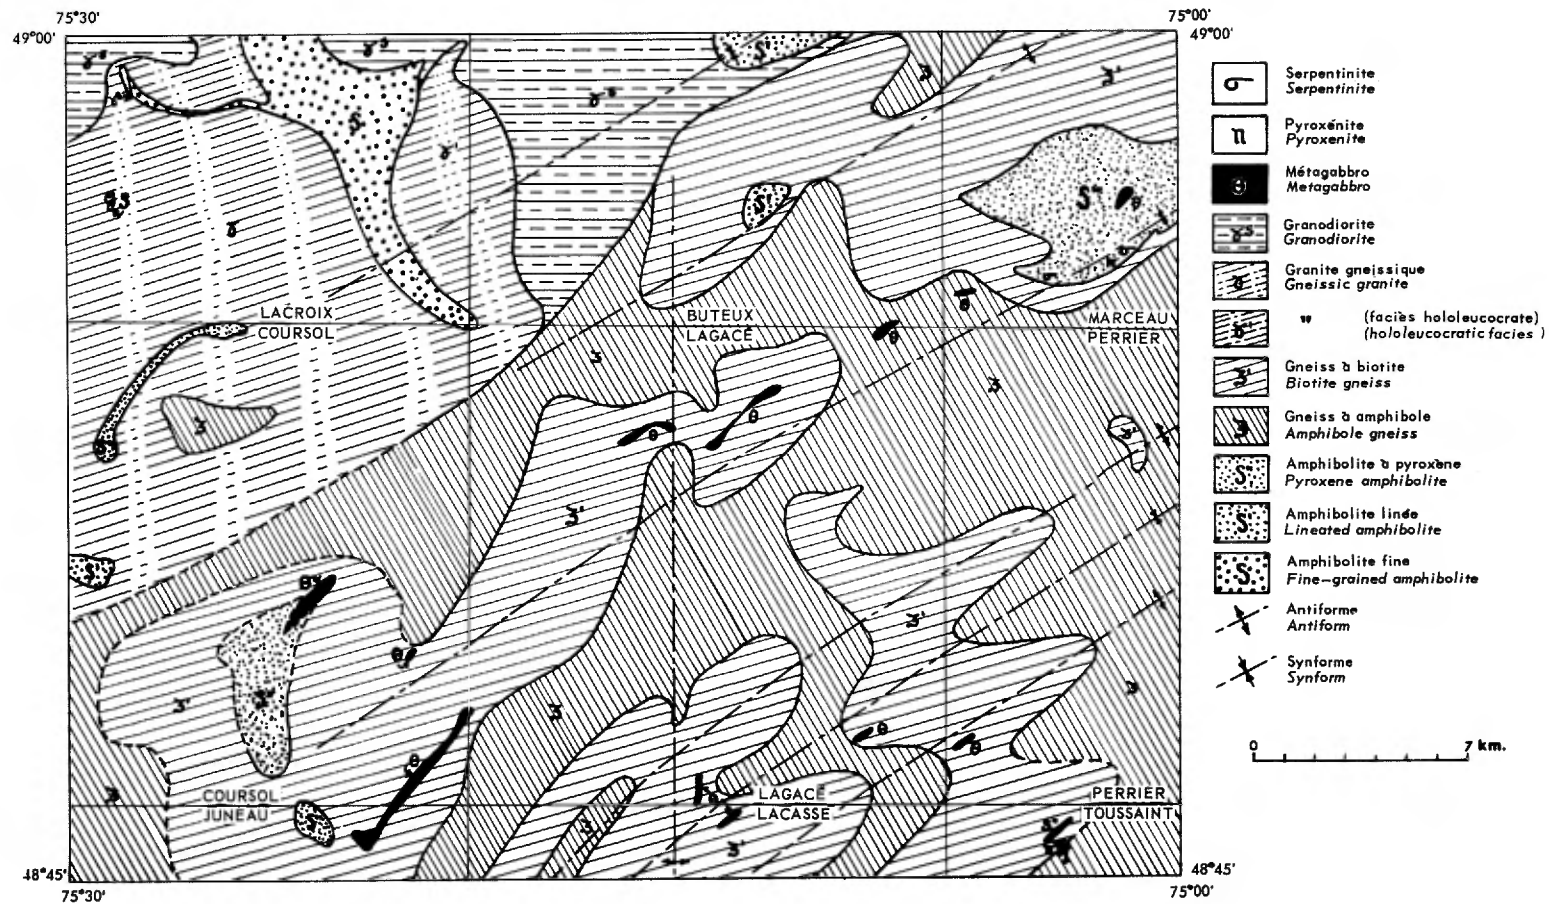 75°30'
75°00'
49°00'
49°00'
LACROIX
COURSOL
BUTEUX
LAGACÉ
MARCEAU
PERRIER
COURSOL
JUNEAU
LAGACÉ
LACASSE
PERRIER
TOUSSAINT
48°45'
48°45'
75°30'
75°00'
σ
Serpentinite
Serpentinite
π
Pyroxénite
Pyroxenite
θ
Métagabbro
Metagabbro
Granodiorite
Granodiorite
Granite gneissique
Gneissic granite
" (faciès hololeucocrate)
(hololeucocratic facies)
Gneiss à biotite
Biotite gneiss
Gneiss à amphibole
Amphibole gneiss
S"
Amphibolite à pyroxène
Pyroxene amphibolite
S'
Amphibolite linée
Lineated amphibolite
S
Amphibolite fine
Fine-grained amphibolite
Antiforme
Antiform
Synforme
Synform
0 7 km.